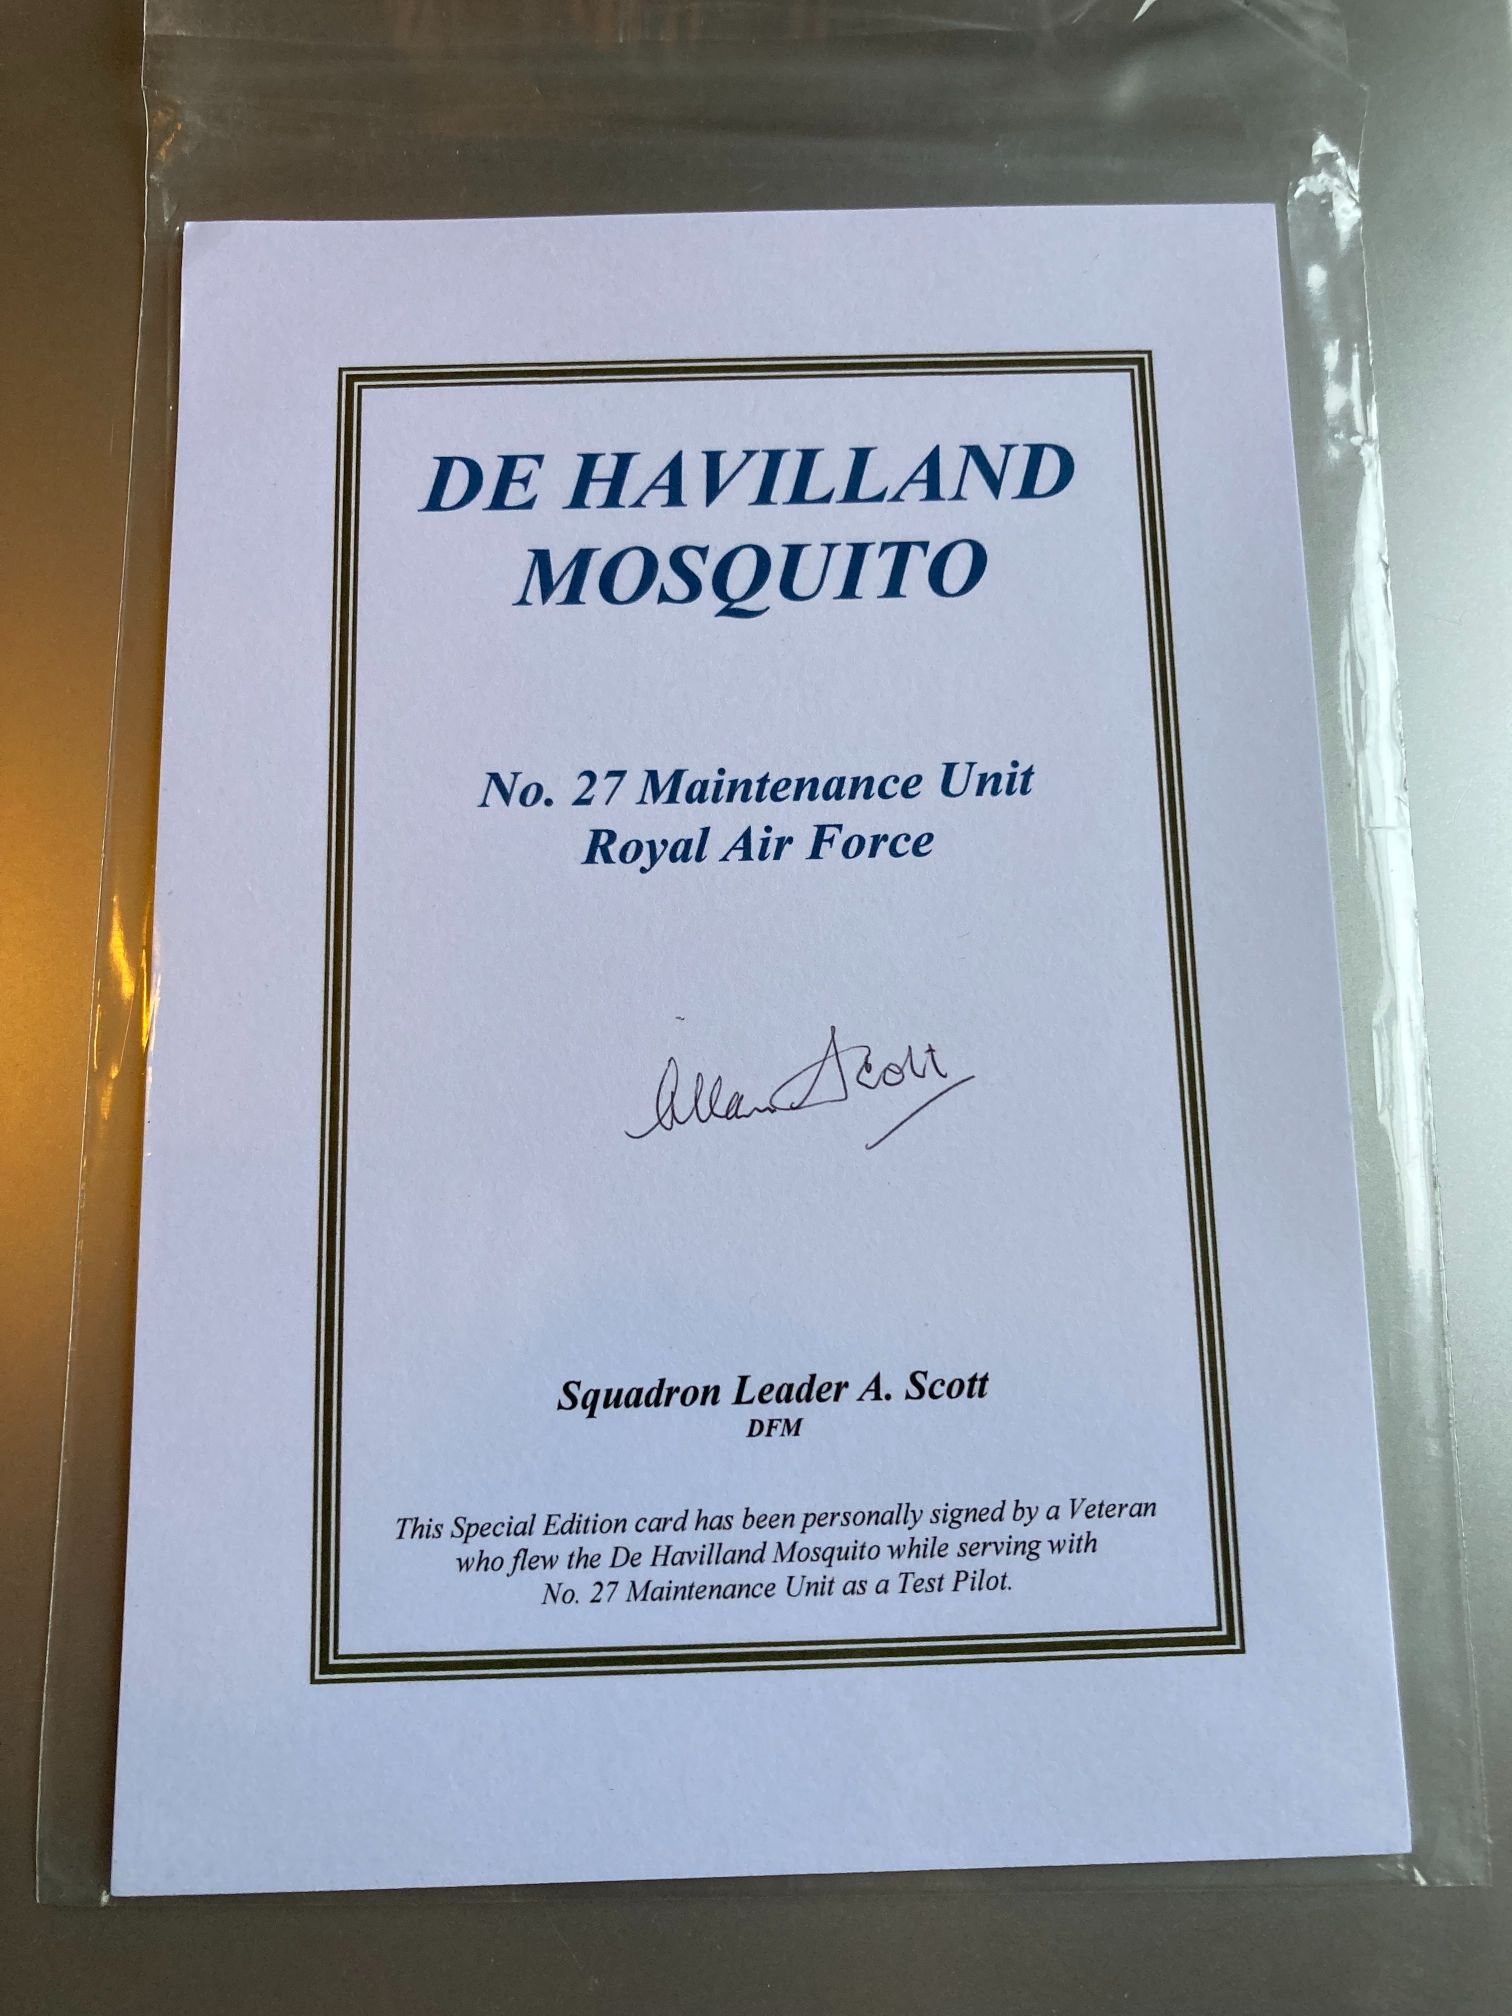 DE HAVILLAND
MOSQUITO
No. 27 Maintenance Unit
Royal Air Force
Allan Scott
Squadron Leader A. Scott
DFM
This Special Edition card has been personally signed by a Veteran
who flew the De Havilland Mosquito while serving with
No. 27 Maintenance Unit as a Test Pilot.